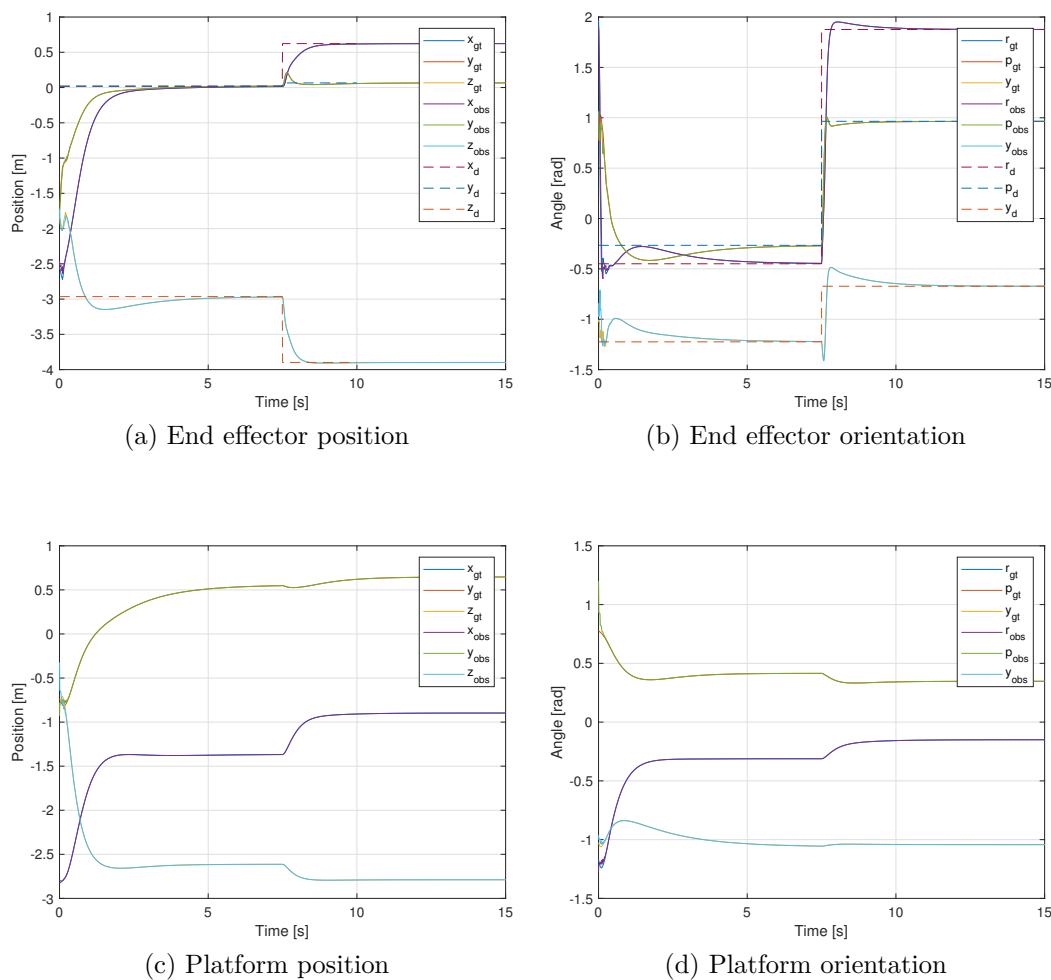 1
0.5
0
-0.5
-1
-1.5
-2
-2.5
-3
-3.5
-4
Position [m]
0
5
10
15
Time [s]
x_gt
y_gt
z_gt
x_obs
y_obs
z_obs
x_d
y_d
z_d
(a) End effector position
2
1.5
1
0.5
0
-0.5
-1
-1.5
Angle [rad]
0
5
10
15
Time [s]
r_gt
p_gt
y_gt
r_obs
p_obs
y_obs
r_d
p_d
y_d
(b) End effector orientation
1
0.5
0
-0.5
-1
-1.5
-2
-2.5
-3
Position [m]
0
5
10
15
Time [s]
x_gt
y_gt
z_gt
x_obs
y_obs
z_obs
(c) Platform position
1.5
1
0.5
0
-0.5
-1
-1.5
Angle [rad]
0
5
10
15
Time [s]
r_gt
p_gt
y_gt
r_obs
p_obs
y_obs
(d) Platform orientation